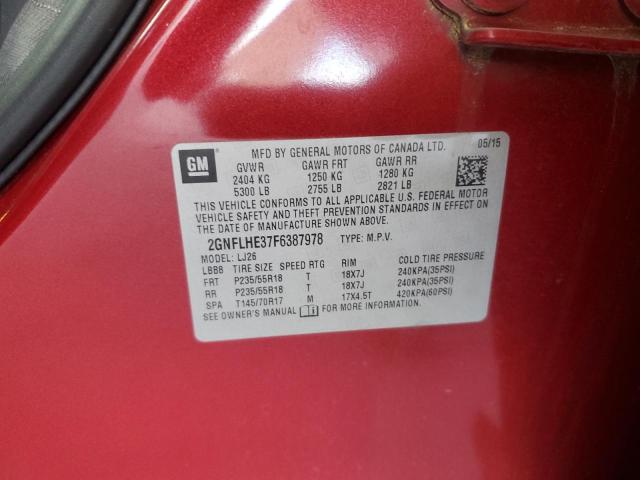 GM
MFD BY GENERAL MOTORS OF CANADA LTD. 05/15
GVWR GAWR FRT GAWR RR
2404 KG 1250 KG 1280 KG
5300 LB 2755 LB 2821 LB
THIS VEHICLE CONFORMS TO ALL APPLICABLE U.S. FEDERAL MOTOR
VEHICLE SAFETY AND THEFT PREVENTION STANDARDS IN EFFECT ON
THE DATE OF MANUFACTURE SHOWN ABOVE.
2GNFLHE37F6387978 TYPE: M.P.V.
MODEL: LJ26
LBBB TIRE SIZE SPEED RTG RIM COLD TIRE PRESSURE
FRT P235/55R18 T 18X7J 240KPA(35PSI)
RR P235/55R18 T 18X7J 240KPA(35PSI)
SPA T145/70R17 M 17X4.5T 420KPA(60PSI)
SEE OWNER'S MANUAL FOR MORE INFORMATION.